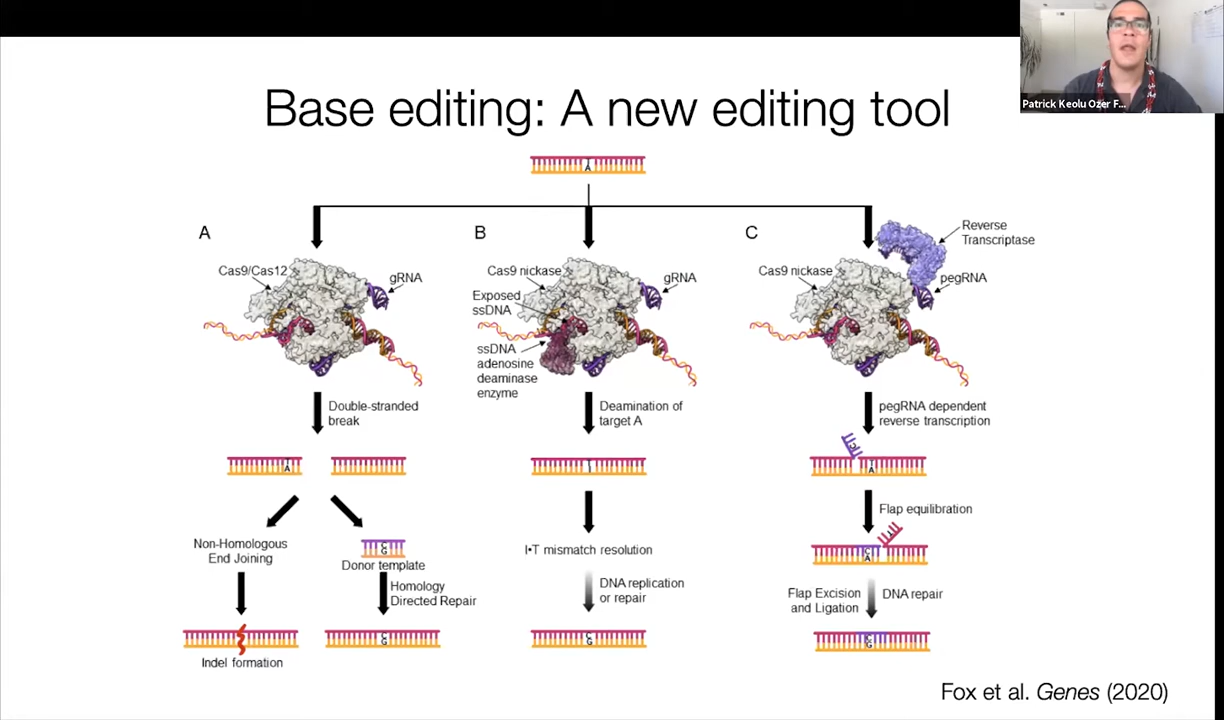 Patrick Keolu Ozer F...
Base editing: A new editing tool
T
A
A
B
C
Reverse
Transcriptase
Cas9/Cas12
gRNA
Cas9 nickase
gRNA
Exposed
ssDNA
ssDNA
adenosine
deaminase
enzyme
Cas9 nickase
pegRNA
Double-stranded
break
Deamination of
target A
pegRNA dependent
reverse transcription
T
A
T
I
C
T
A
Flap equilibration
Non-Homologous
End Joining
C
G
Donor template
Homology
Directed Repair
I•T mismatch resolution
DNA replication
or repair
C
A
Flap Excision
and Ligation
DNA repair
Indel formation
C
G
C
G
C
G
Fox et al. Genes (2020)